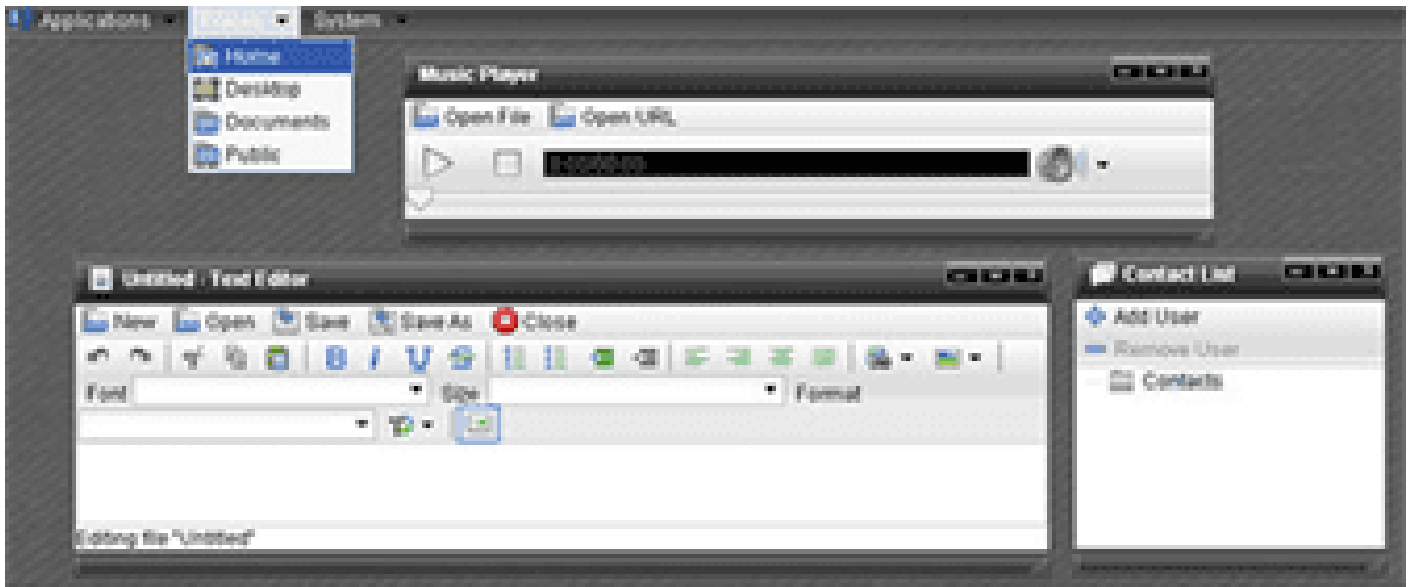 Applications System
Home
Desktop
Documents
Public
Music Player
Open File Open URL
Untitled - Text Editor
New Open Save Save As Close
B I U
Font Size Format
Editing file "Untitled"
Contact List
Add User
Remove User
Contacts